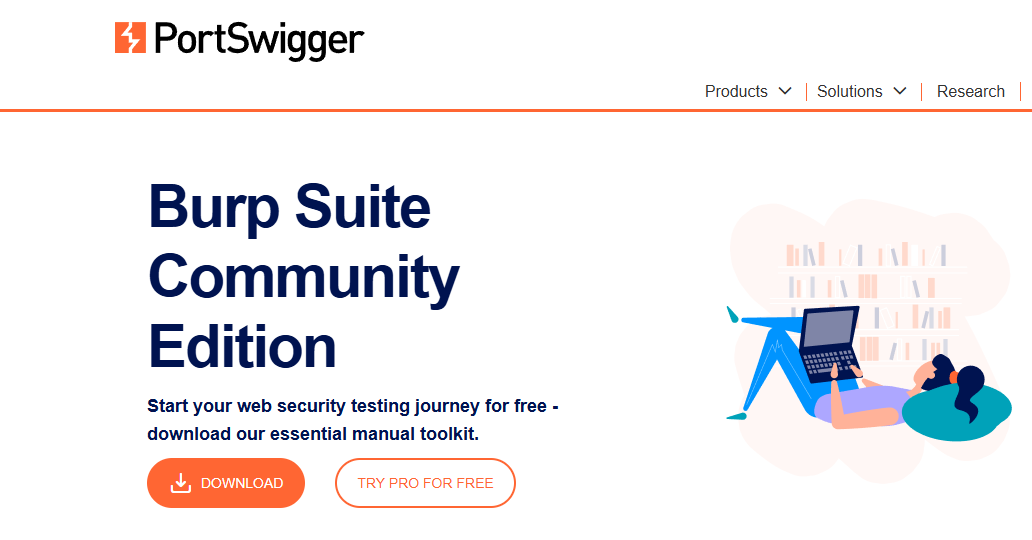 PortSwigger
Products
Solutions
Research
Burp Suite
Community
Edition
Start your web security testing journey for free -
download our essential manual toolkit.
DOWNLOAD
TRY PRO FOR FREE